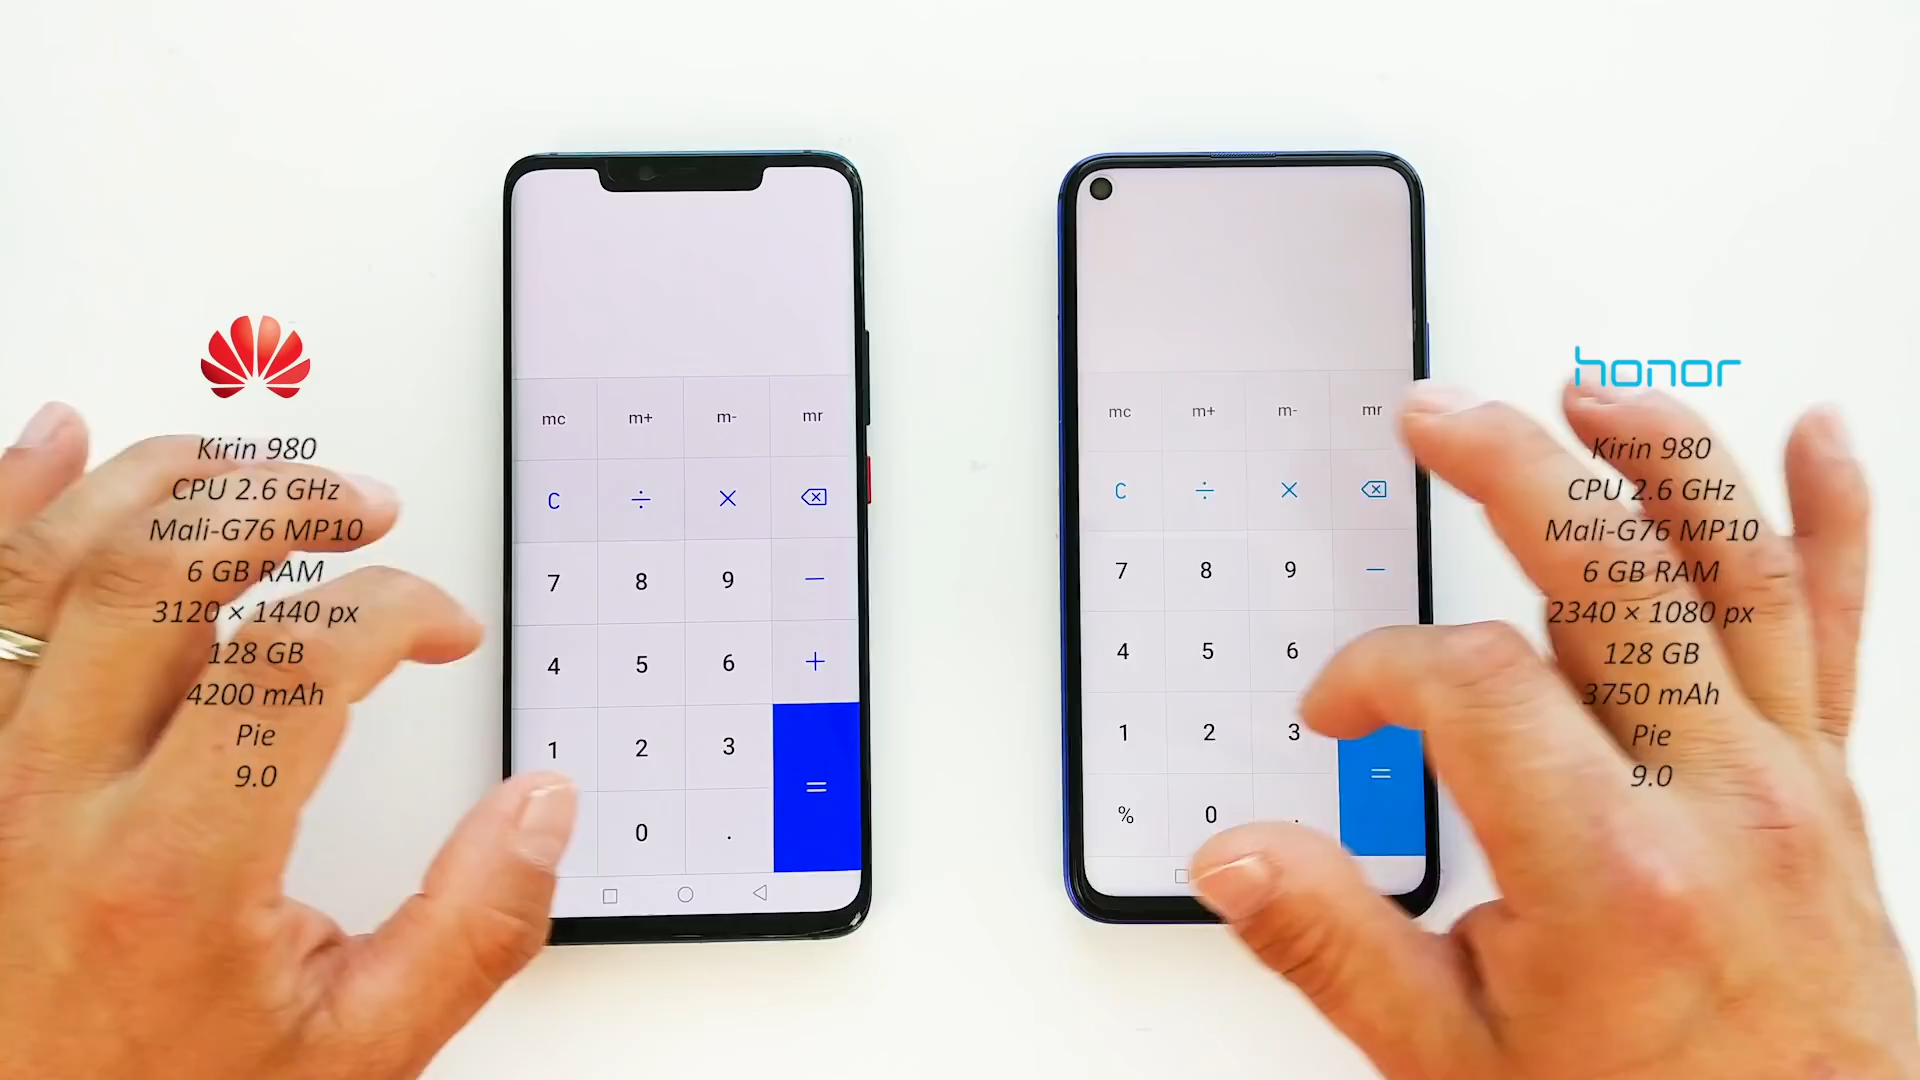 Kirin 980
CPU 2.6 GHz
Mali-G76 MP10
6 GB RAM
3120 × 1440 px
128 GB
4200 mAh
Pie
9.0
mc m+ m- mr
C ÷ ×
7 8 9 −
4 5 6 +
1 2 3
0 . =
mc m+ m- mr
C ÷ ×
7 8 9 −
4 5 6
1 2 3
% 0 . =
honor
Kirin 980
CPU 2.6 GHz
Mali-G76 MP10
6 GB RAM
2340 × 1080 px
128 GB
3750 mAh
Pie
9.0